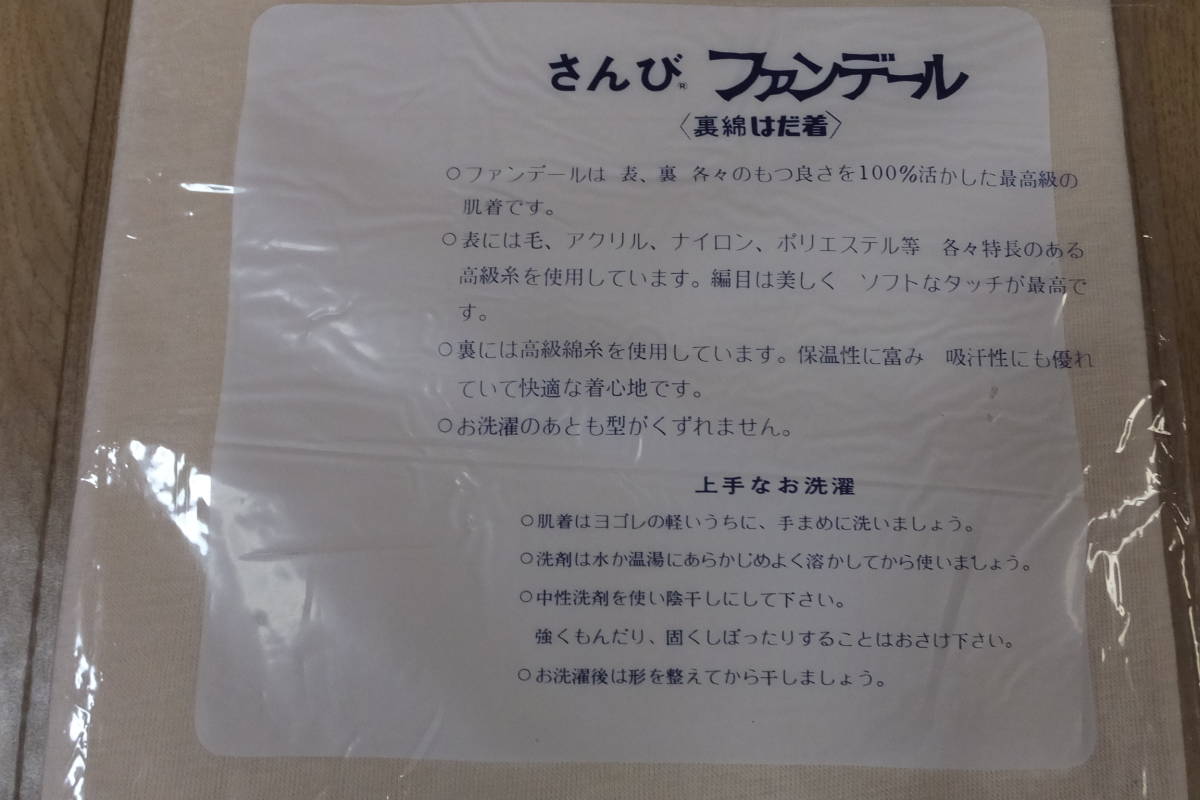 さんび® ファンデール
〈裏綿はだ着〉
○ファンデールは 表、裏 各々のもつ良さを100%活かした最高級の
肌着です。
○表には毛、アクリル、ナイロン、ポリエステル等 各々特長のある
高級糸を使用しています。編目は美しく ソフトなタッチが最高で
す。
○裏には高級綿糸を使用しています。保温性に富み 吸汗性にも優れ
ていて快適な着心地です。
○お洗濯のあとも型がくずれません。
上手なお洗濯
○肌着はヨゴレの軽いうちに、手まめに洗いましょう。
○洗剤は水か温湯にあらかじめよく溶かしてから使いましょう。
○中性洗剤を使い陰干しにして下さい。
強くもんだり、固くしぼったりすることはおさけ下さい。
○お洗濯後は形を整えてから干しましょう。